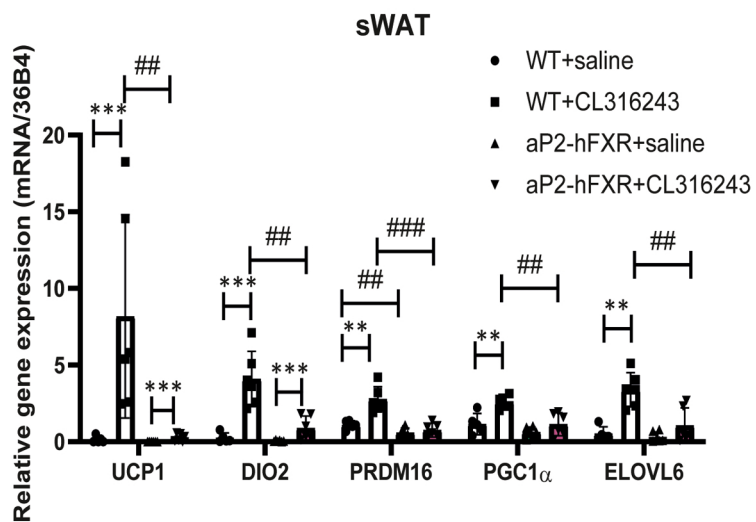 sWAT
Relative gene expression (mRNA/36B4)
WT+saline
WT+CL316243
aP2-hFXR+saline
aP2-hFXR+CL316243
20
15
10
5
0
***
##
***
***
##
***
##
**
###
**
##
**
##
UCP1
DIO2
PRDM16
PGC1α
ELOVL6